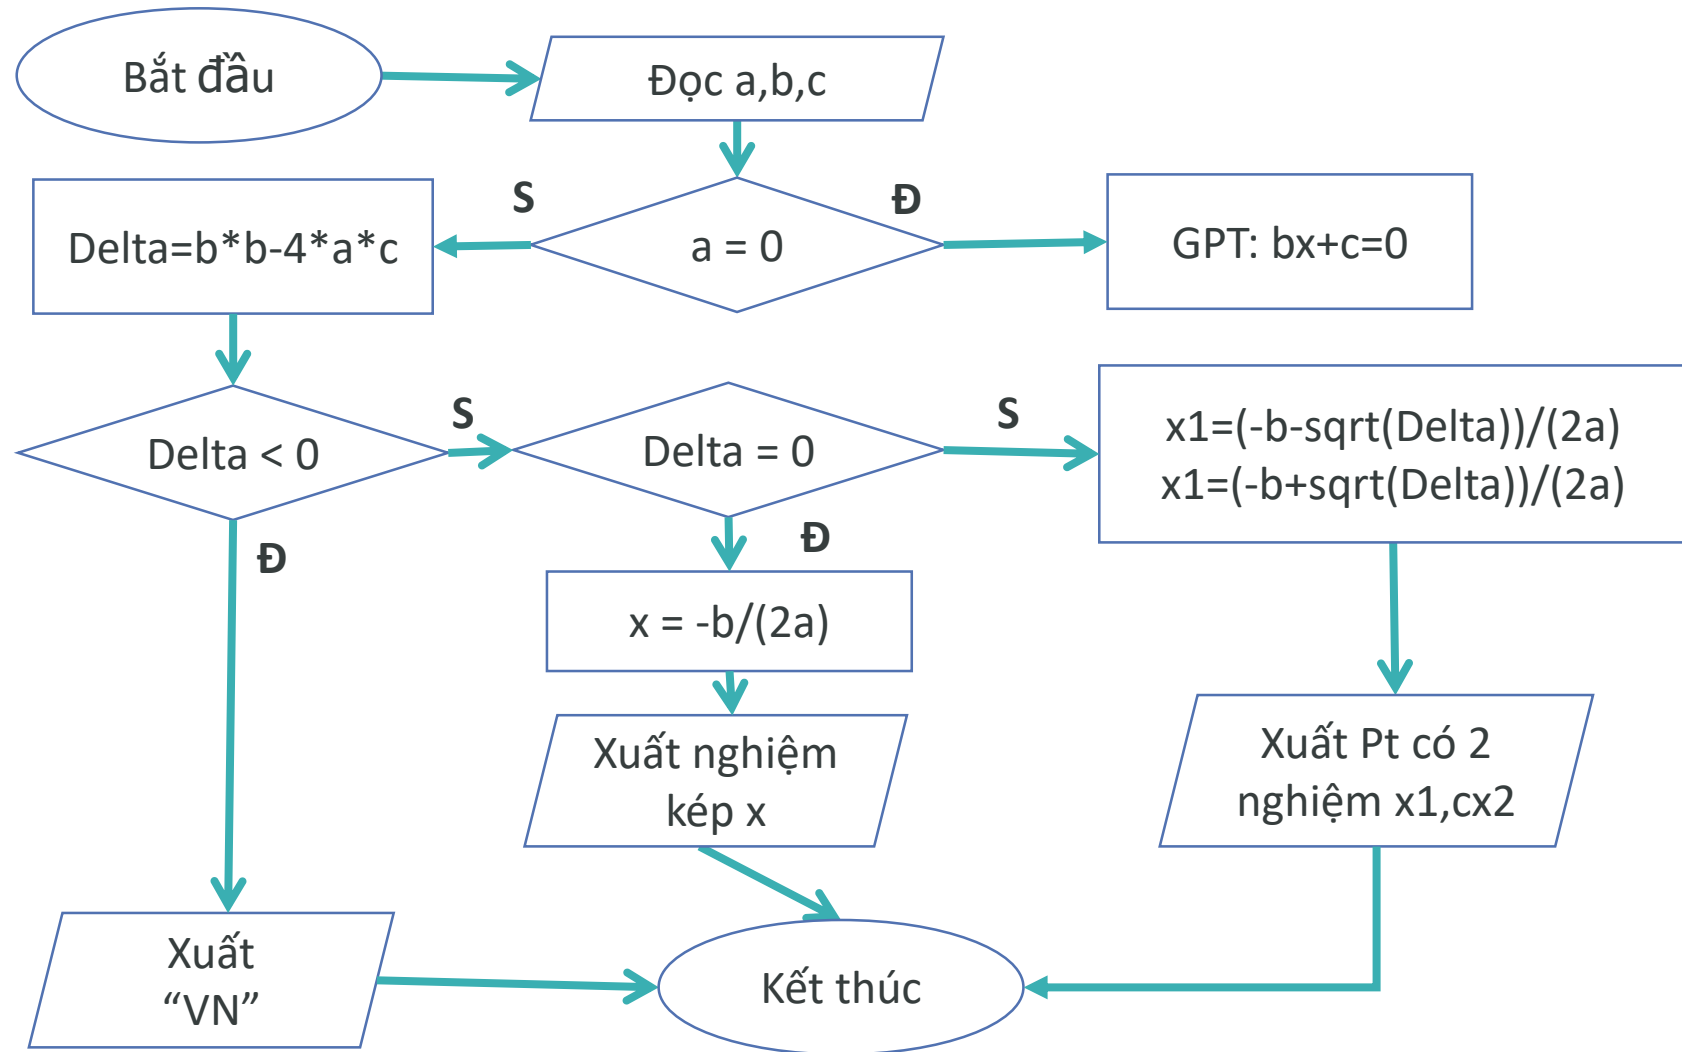 Bắt đầu
Đọc a,b,c
S
Đ
Delta=b*b-4*a*c
a = 0
GPT: bx+c=0
S
S
Delta < 0
Delta = 0
x1=(-b-sqrt(Delta))/(2a)
x1=(-b+sqrt(Delta))/(2a)
Đ
Đ
x = -b/(2a)
Xuất nghiệm
kép x
Xuất Pt có 2
nghiệm x1,cx2
Xuất
“VN”
Kết thúc